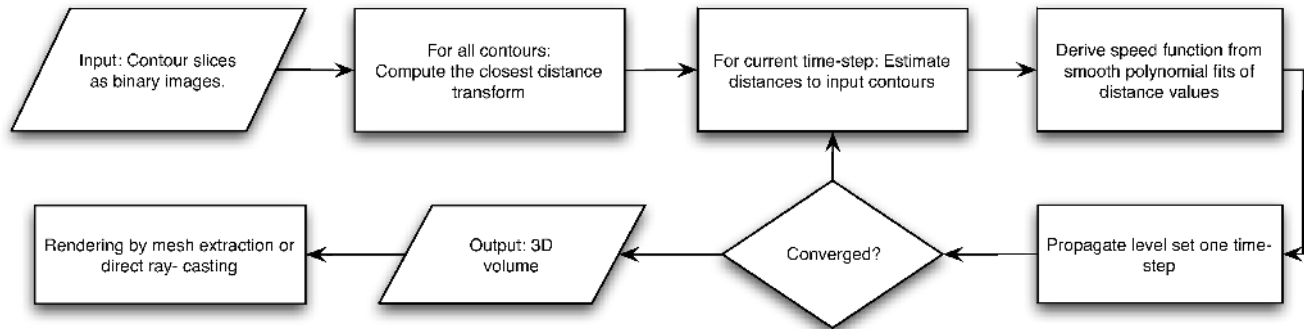 Input: Contour slices
as binary images.
For all contours:
Compute the closest distance
transform
For current time-step: Estimate
distances to input contours
Derive speed function from
smooth polynomial fits of
distance values
Propagate level set one time-
step
Converged?
Output: 3D
volume
Rendering by mesh extraction or
direct ray- casting